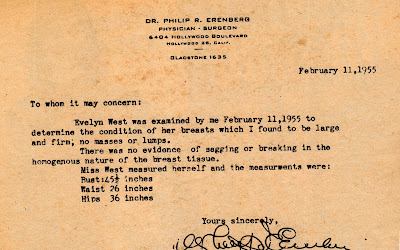 DR. PHILIP R. ERENBERG
PHYSICIAN - SURGEON
6404 HOLLYWOOD BOULEVARD
HOLLYWOOD 28, CALIF.
GLADSTONE 1635
February 11,1955
To whom it may concern:
Evelyn West was examined by me February 11,1955 to
determine the condition of her breasts which I found to be large
and firm; no masses or lumps.
There was no evidence of sagging or breaking in the
homogenous nature of the breast tissue.
Miss West measured herself and the measurments were:
Bust:45½ inches
Waist 26 inches
Hips 36 inches
Yours sincerely,